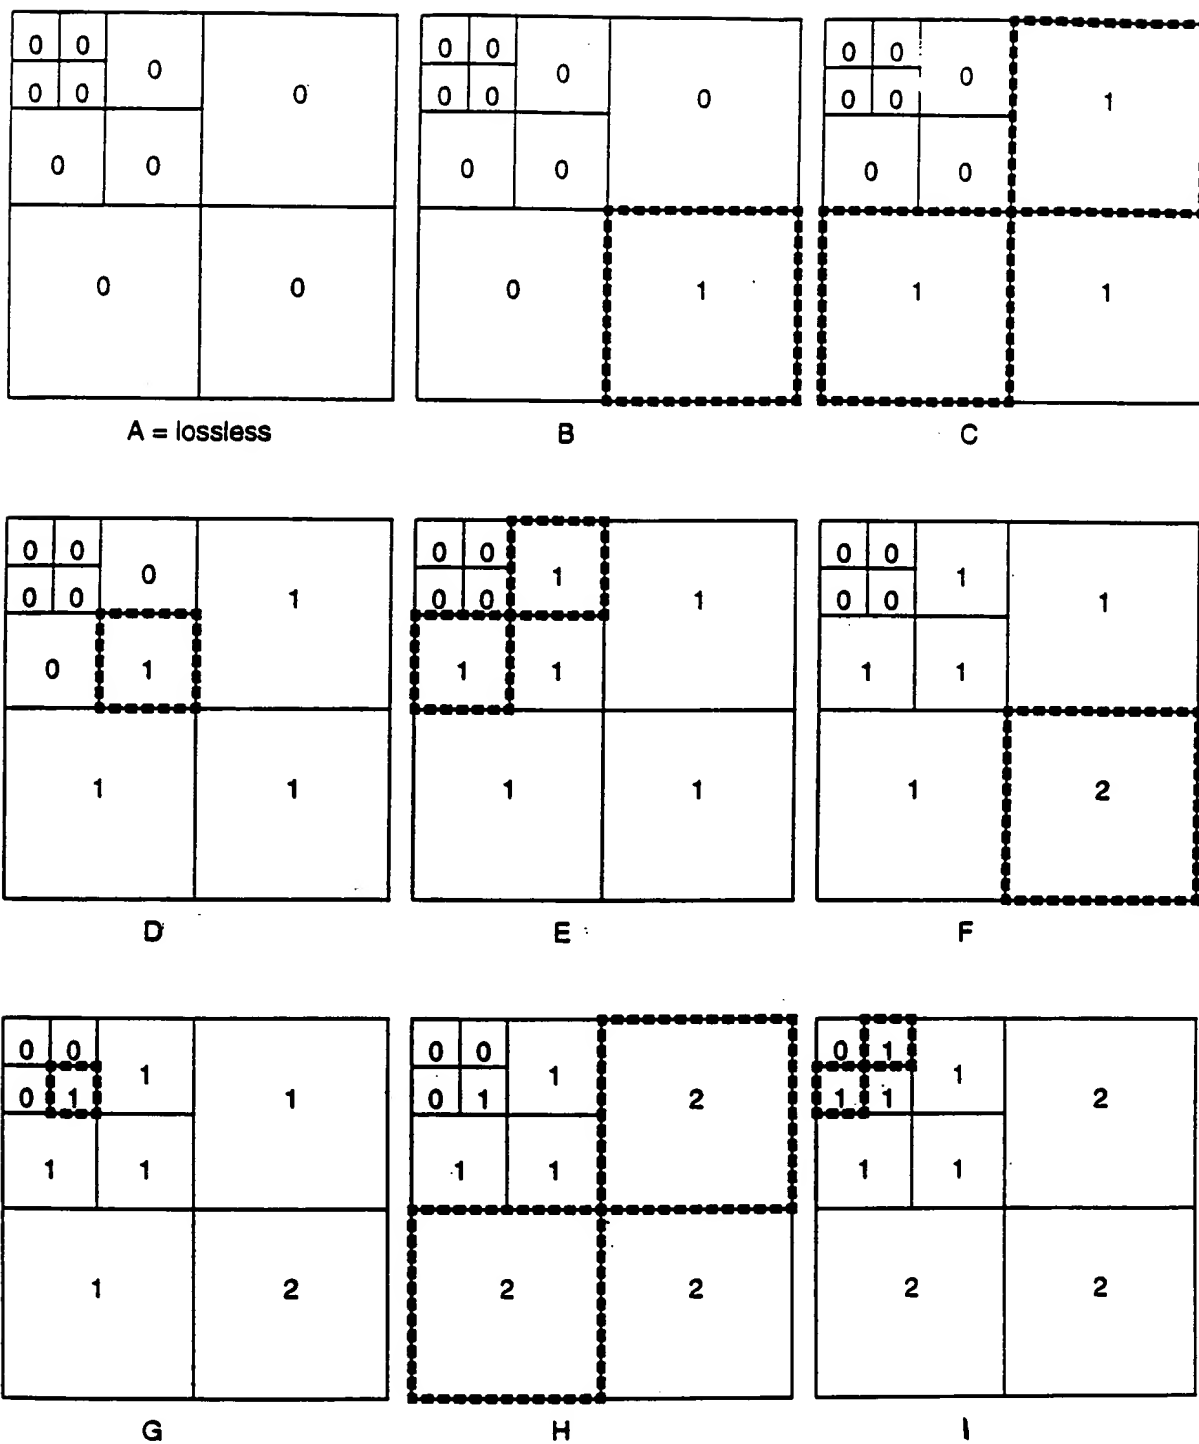 0 0 0 0 0 0 0 0 0 0
A = lossless
0 0 0 0 0 0 0 0 0 1
B
0 0 0 0 0 1 0 0 1 1
C
0 0 0 0 0 1 0 1 1 1
D
0 0 0 0 1 1 1 1 1 1
E
0 0 0 0 1 1 1 1 1 2
F
0 0 0 1 1 1 1 1 1 2
G
0 0 0 1 1 2 1 1 2 2
H
0 1 1 1 1 2 1 1 2 2
I